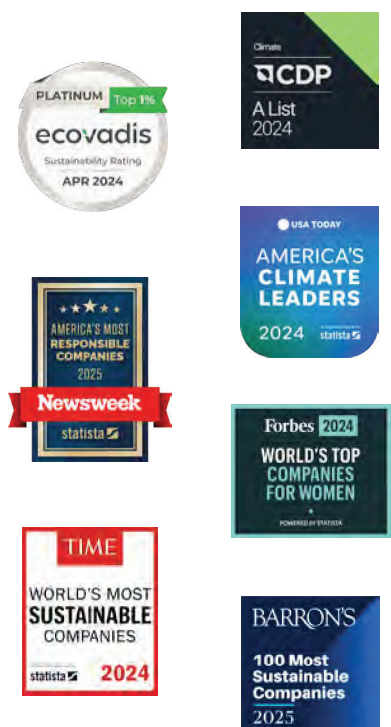 PLATINUM Top 1%
ecovadis
Sustainability Rating
APR 2024
Climate
CDP
A List
2024
USA TODAY
AMERICA'S
CLIMATE
LEADERS
2024 statista
AMERICA'S MOST
RESPONSIBLE
COMPANIES
2025
Newsweek
statista
Forbes 2024
WORLD'S TOP
COMPANIES
FOR WOMEN
POWERED BY STATISTA
TIME
WORLD'S MOST
SUSTAINABLE
COMPANIES
statista 2024
BARRON'S
100 Most
Sustainable
Companies
2025